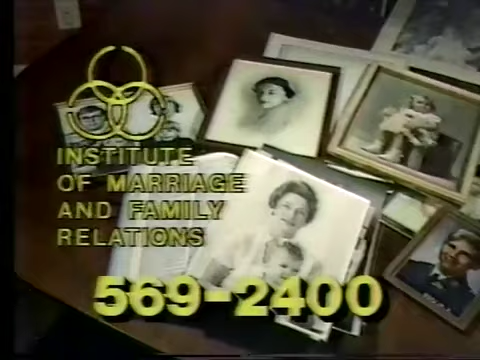 INSTITUTE
OF MARRIAGE
AND FAMILY
RELATIONS
569-2400